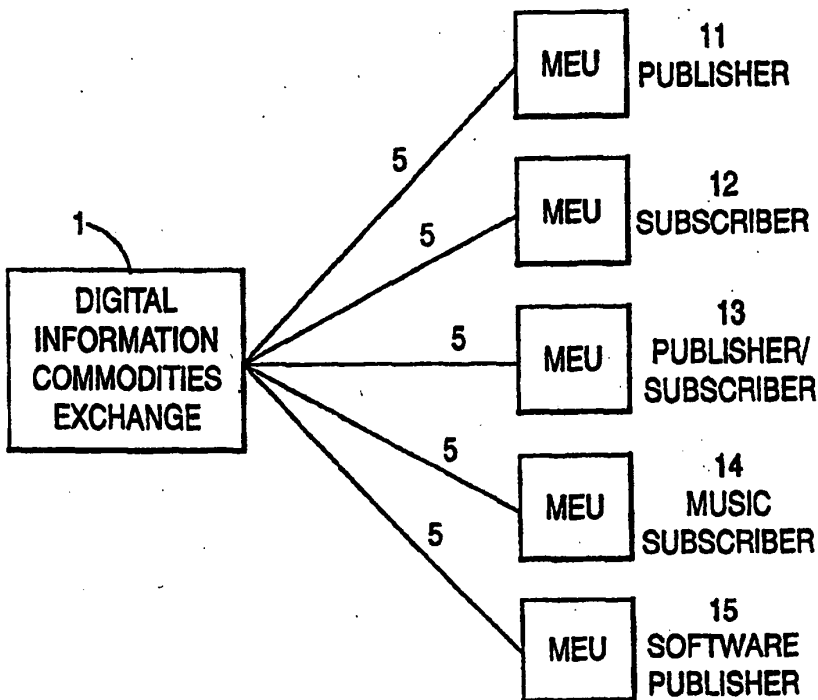 1
DIGITAL
INFORMATION
COMMODITIES
EXCHANGE
5
5
5
5
5
MEU
11
PUBLISHER
MEU
12
SUBSCRIBER
MEU
13
PUBLISHER/
SUBSCRIBER
MEU
14
MUSIC
SUBSCRIBER
MEU
15
SOFTWARE
PUBLISHER